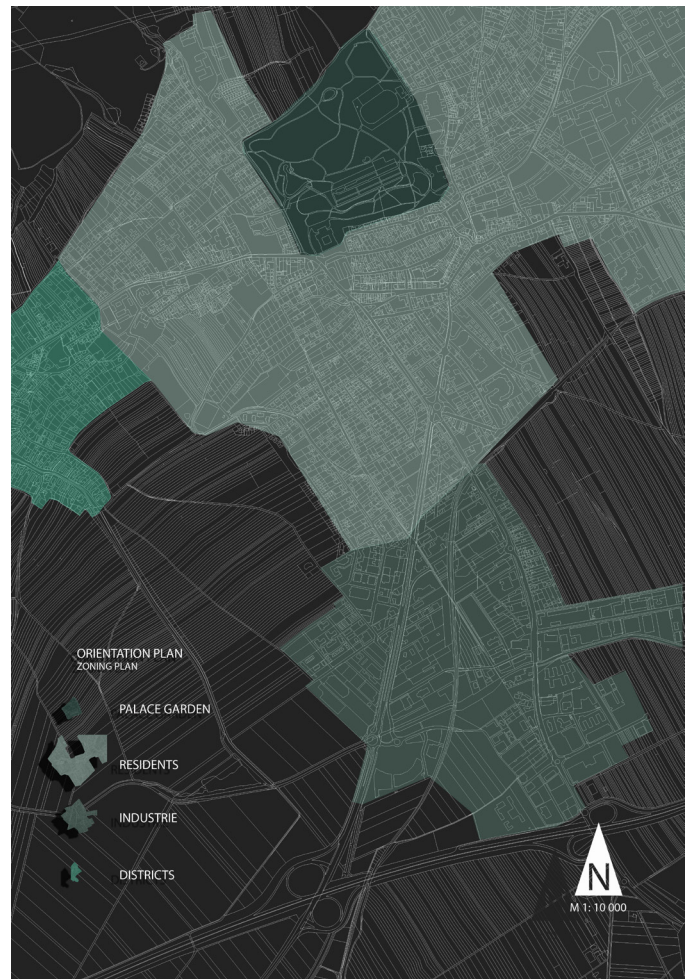 ORIENTATION PLAN
ZONING PLAN
PALACE GARDEN
RESIDENTS
INDUSTRIE
DISTRICTS
N
M 1: 10 000